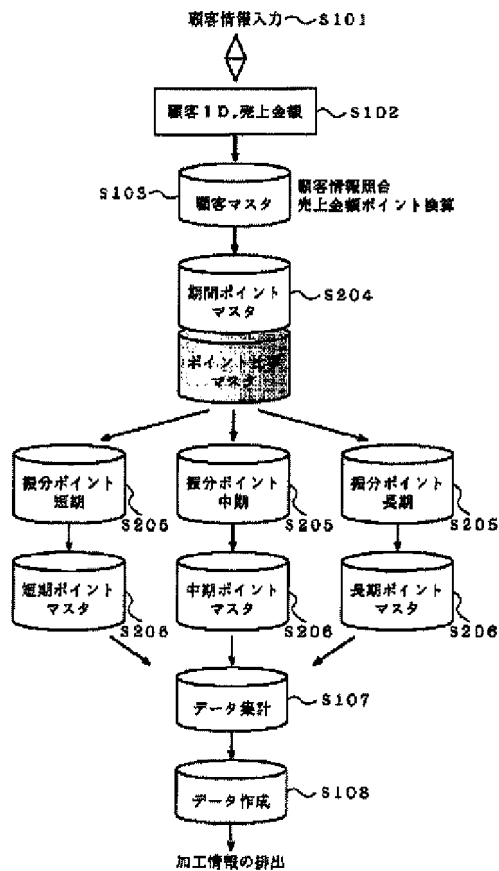 顧客情報入力 S101
顧客ID,売上金額 S102
S103 顧客マスタ
顧客情報照合
売上金額ポイント換算
期間ポイント
マスタ
S204
マスタ
振分ポイント
短期
S205
振分ポイント
中期
S205
振分ポイント
長期
S205
短期ポイント
マスタ
S206
中期ポイント
マスタ
S206
長期ポイント
マスタ
S206
データ集計 S107
データ作成 S108
加工情報の排出